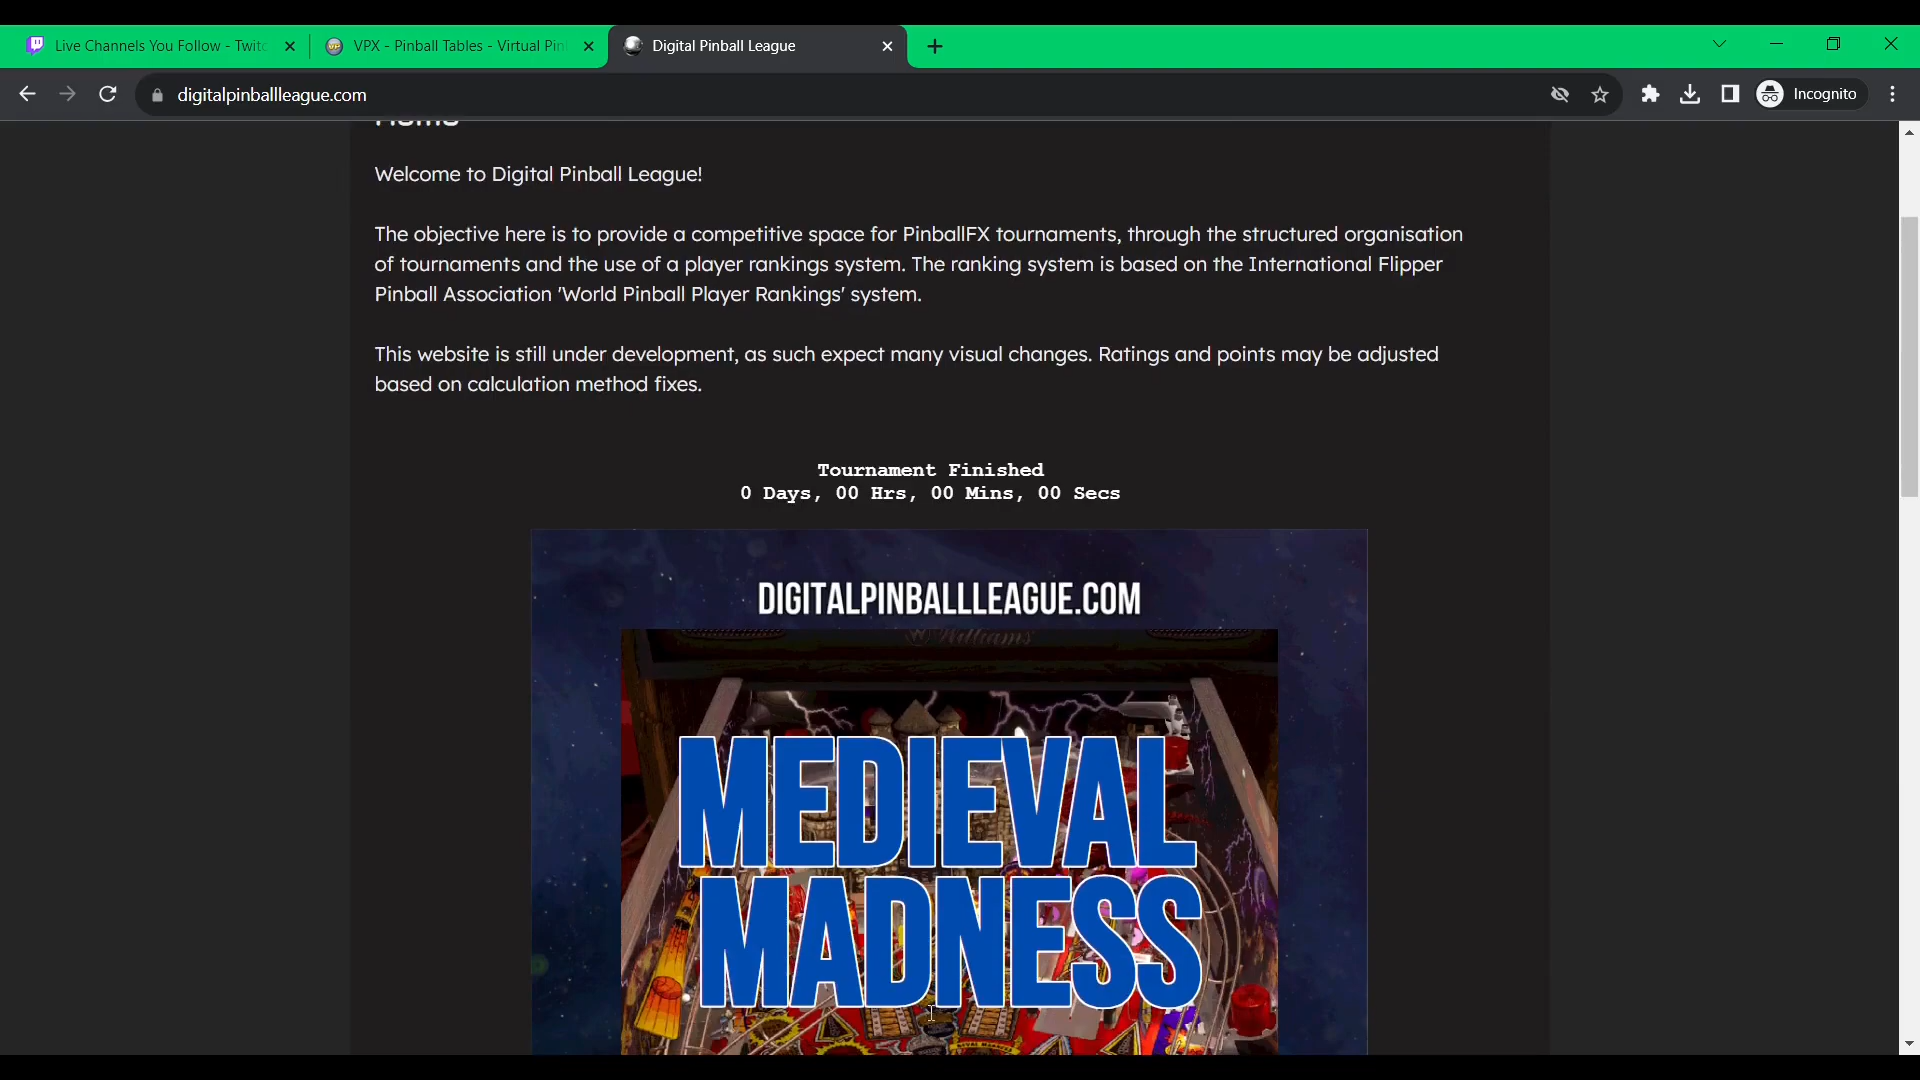 Live Channels You Follow - Twitc
VPX - Pinball Tables - Virtual Pin
Digital Pinball League
digitalpinballleague.com
Incognito
Home
Welcome to Digital Pinball League!
The objective here is to provide a competitive space for PinballFX tournaments, through the structured organisation
of tournaments and the use of a player rankings system. The ranking system is based on the International Flipper
Pinball Association 'World Pinball Player Rankings' system.
This website is still under development, as such expect many visual changes. Ratings and points may be adjusted
based on calculation method fixes.
Tournament Finished
0 Days, 00 Hrs, 00 Mins, 00 Secs
DIGITALPINBALLLEAGUE.COM
Williams
MEDIEVAL
MADNESS